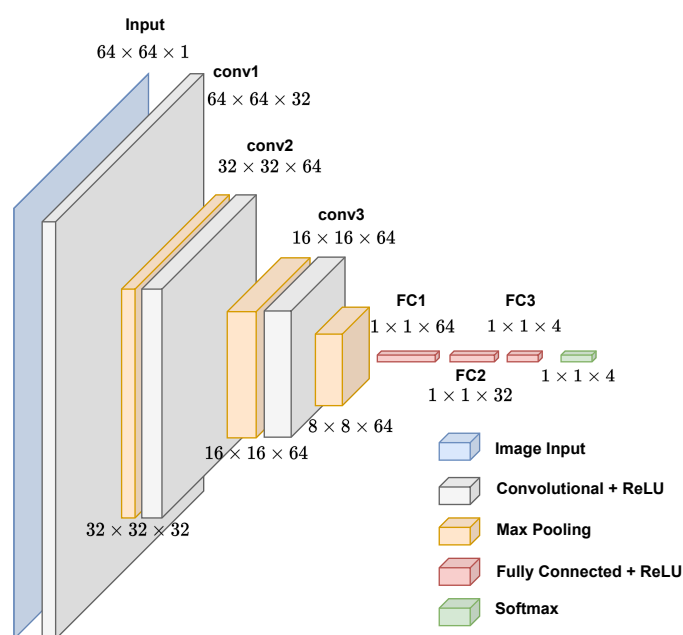 Input
64 × 64 × 1
conv1
64 × 64 × 32
conv2
32 × 32 × 64
conv3
16 × 16 × 64
FC1
1 × 1 × 64
FC3
1 × 1 × 4
FC2
1 × 1 × 32
1 × 1 × 4
8 × 8 × 64
16 × 16 × 64
32 × 32 × 32
Image Input
Convolutional + ReLU
Max Pooling
Fully Connected + ReLU
Softmax